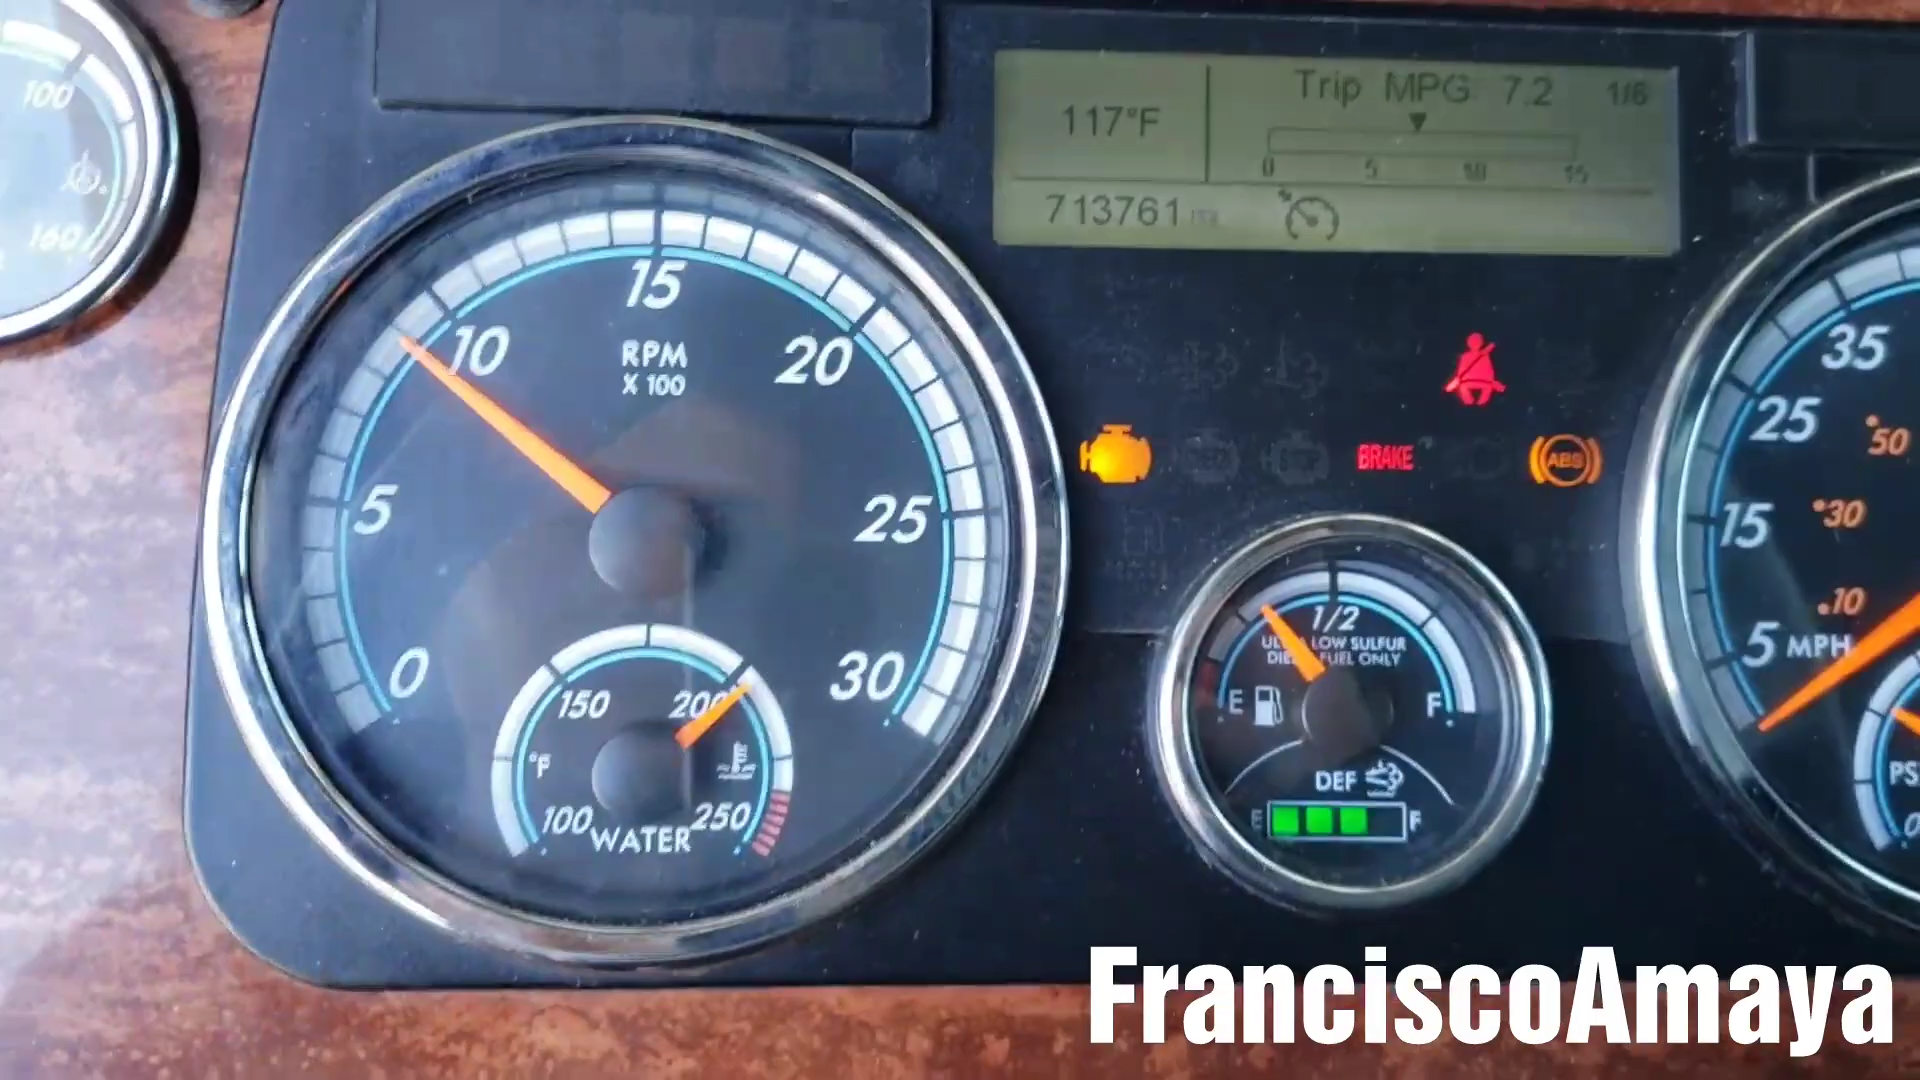 100
160
Trip MPG 7.2 1/6
117°F
0 5 10 15
713761 mi
0 5 10 15 20 25 30
RPM
X 100
BRAKE
ABS
150 200
°F
100 WATER 250
1/2
ULTRA LOW SULFUR
DIESEL FUEL ONLY
E F
DEF
E F
35
25
50
15
30
10
5 MPH
0
FranciscoAmaya